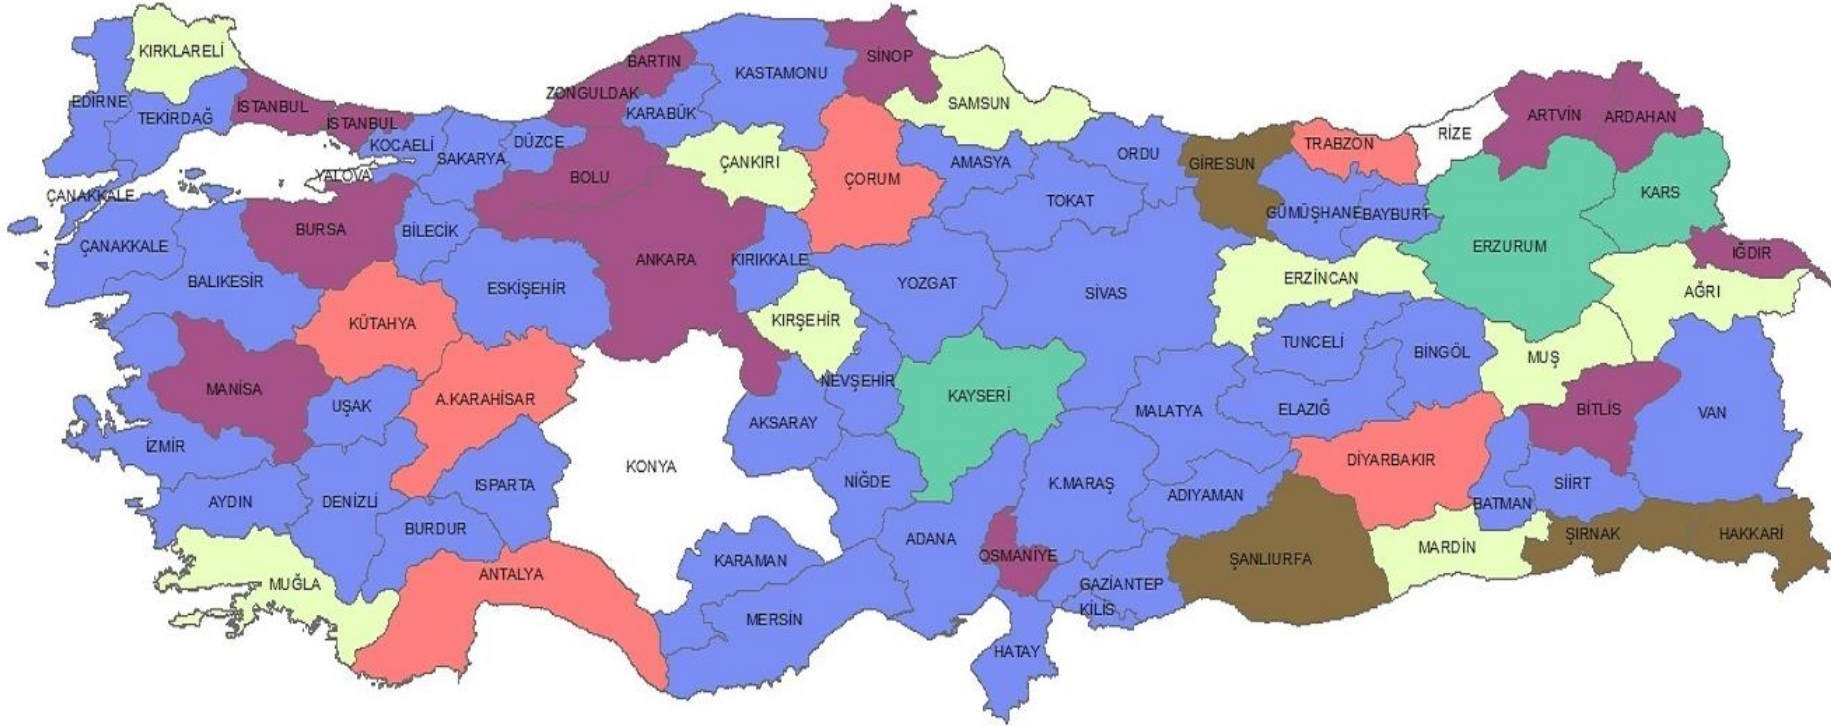 KIRKLARELİ
EDİRNE
TEKİRDAĞ
İSTANBUL
İSTANBUL
KOCAELİ
YALOVA
SAKARYA
DÜZCE
ZONGULDAK
BARTIN
KARABÜK
KASTAMONU
SİNOP
SAMSUN
ÇANKIRI
BOLU
ÇORUM
AMASYA
ORDU
TOKAT
GİRESUN
TRABZON
RİZE
ARTVİN
ARDAHAN
KARS
GÜMÜŞHANE
BAYBURT
ERZURUM
IĞDIR
AĞRI
ÇANAKKALE
ÇANAKKALE
BALIKESİR
BURSA
BİLECİK
ESKİŞEHİR
ANKARA
KIRIKKALE
YOZGAT
SİVAS
ERZİNCAN
KÜTAHYA
KIRŞEHİR
TUNCELİ
BİNGÖL
MUŞ
MANİSA
UŞAK
A.KARAHİSAR
NEVŞEHİR
KAYSERİ
MALATYA
ELAZIĞ
BİTLİS
VAN
İZMİR
AKSARAY
KONYA
DİYARBAKIR
AYDIN
DENİZLİ
ISPARTA
BURDUR
NİĞDE
K.MARAŞ
ADIYAMAN
BATMAN
SİİRT
MUĞLA
ANTALYA
KARAMAN
MERSİN
ADANA
OSMANİYE
GAZİANTEP
KİLİS
HATAY
ŞANLIURFA
MARDİN
ŞIRNAK
HAKKARİ